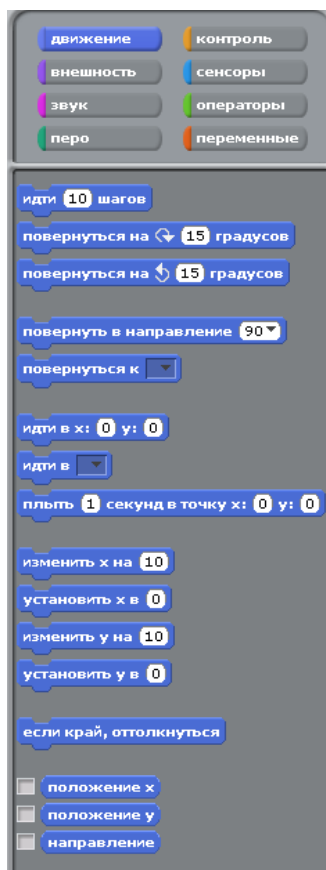 движение контроль
внешность сенсоры
звук операторы
перо переменные
идти 10 шагов
повернуться на 15 градусов
повернуться на 15 градусов
повернуть в направление 90
повернуться к
идти в x: 0 y: 0
идти в
плыть 1 секунд в точку x: 0 y: 0
изменить x на 10
установить x в 0
изменить y на 10
установить y в 0
если край, оттолкнуться
положение x
положение y
направление